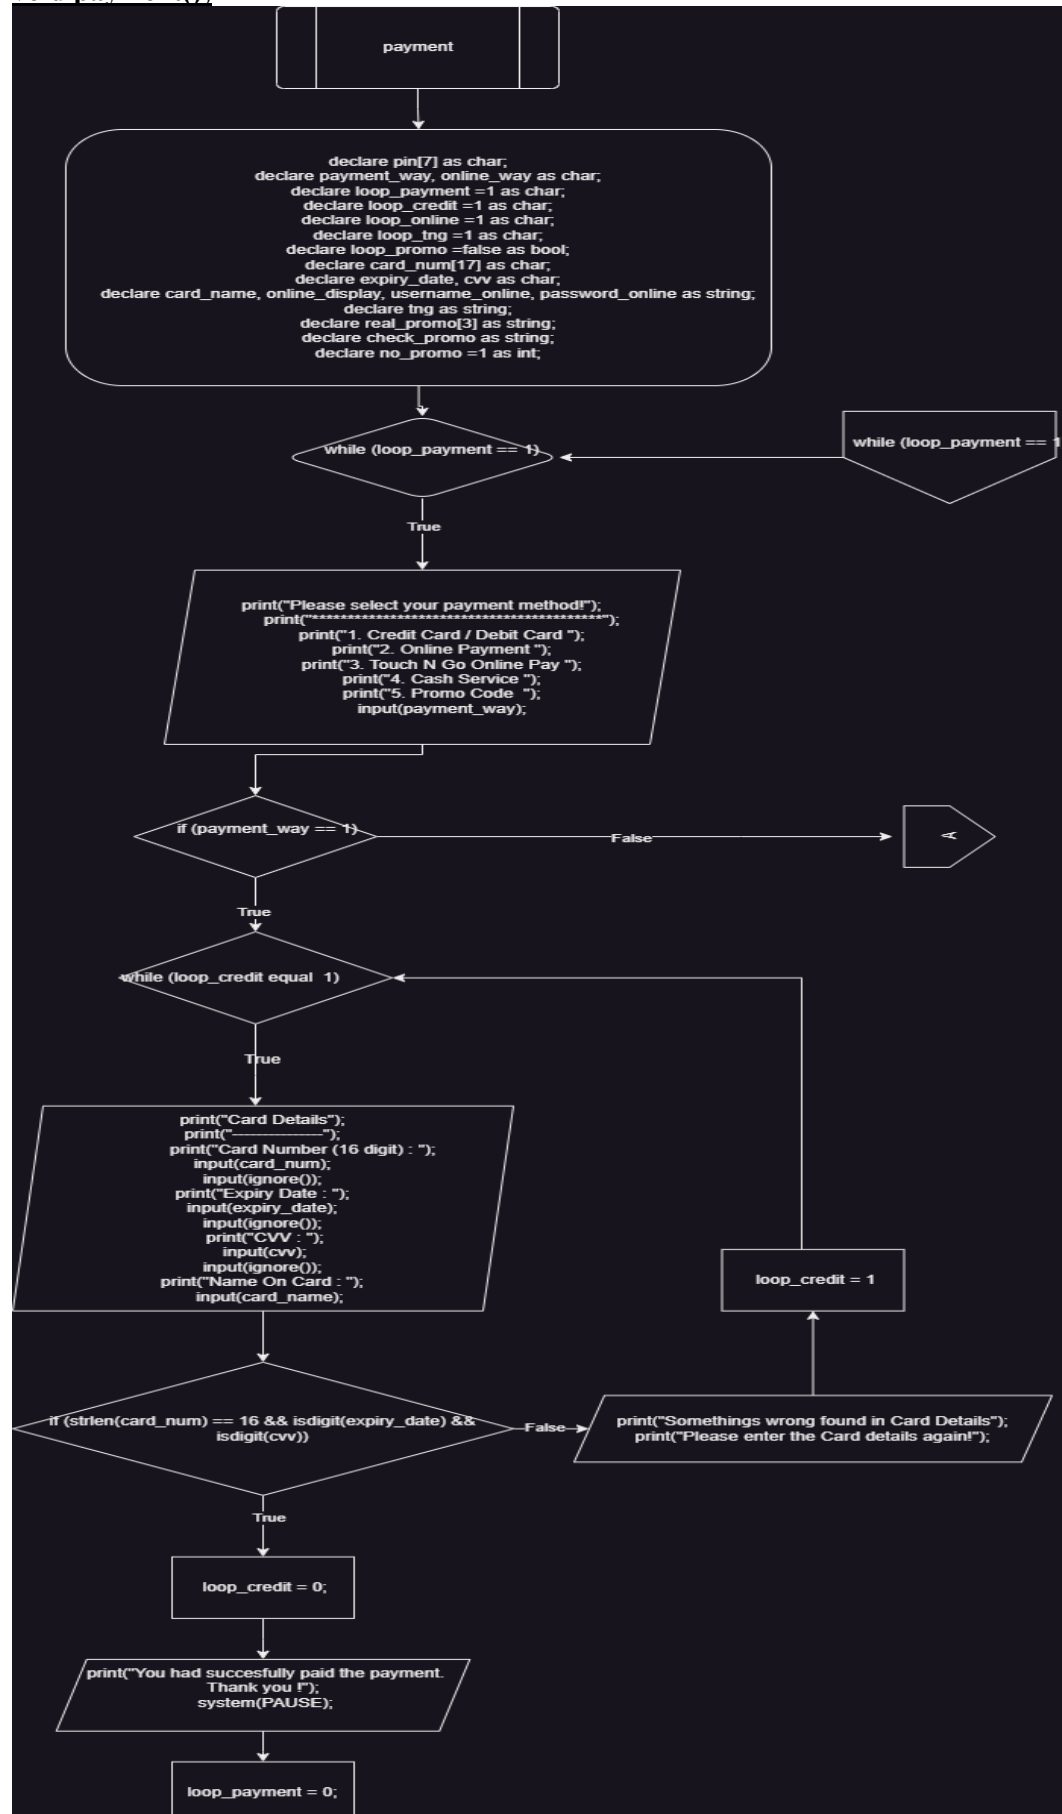 payment
declare pin[7] as char;
declare payment_way, online_way as char;
declare loop_payment =1 as char;
declare loop_credit =1 as char;
declare loop_online =1 as char;
declare loop_tng =1 as char;
declare loop_promo =false as bool;
declare card_num[17] as char;
declare expiry_date, cvv as char;
declare card_name, online_display, username_online, password_online as string;
declare tng as string;
declare real_promo[3] as string;
declare check_promo as string;
declare no_promo =1 as int;
while (loop_payment == 1)
while (loop_payment == 1
True
print("Please select your payment method!");
print("******************************************");
print("1. Credit Card / Debit Card ");
print("2. Online Payment ");
print("3. Touch N Go Online Pay ");
print("4. Cash Service ");
print("5. Promo Code  ");
input(payment_way);
if (payment_way == 1)
False
A
True
while (loop_credit equal  1)
True
print("Card Details");
print("---------------");
print("Card Number (16 digit) : ");
input(card_num);
input(ignore());
print("Expiry Date : ");
input(expiry_date);
input(ignore());
print("CVV : ");
input(cvv);
input(ignore());
print("Name On Card : ");
input(card_name);
loop_credit = 1
if (strlen(card_num) == 16 && isdigit(expiry_date) &&
isdigit(cvv))
False
print("Somethings wrong found in Card Details");
print("Please enter the Card details again!");
True
loop_credit = 0;
print("You had succesfully paid the payment.
Thank you !");
system(PAUSE);
loop_payment = 0;